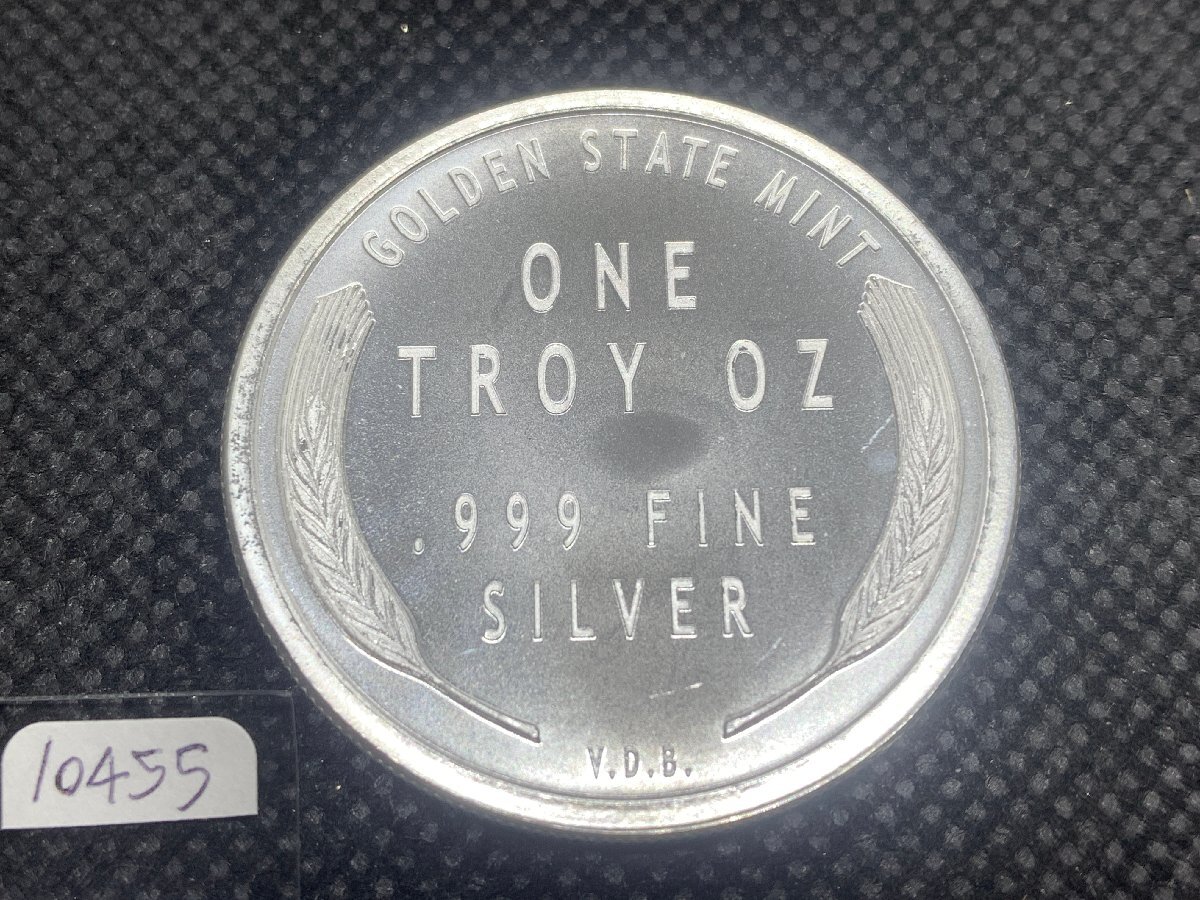 GOLDEN STATE MINT
ONE
TROY OZ
.999 FINE
SILVER
V.D.B.
10455